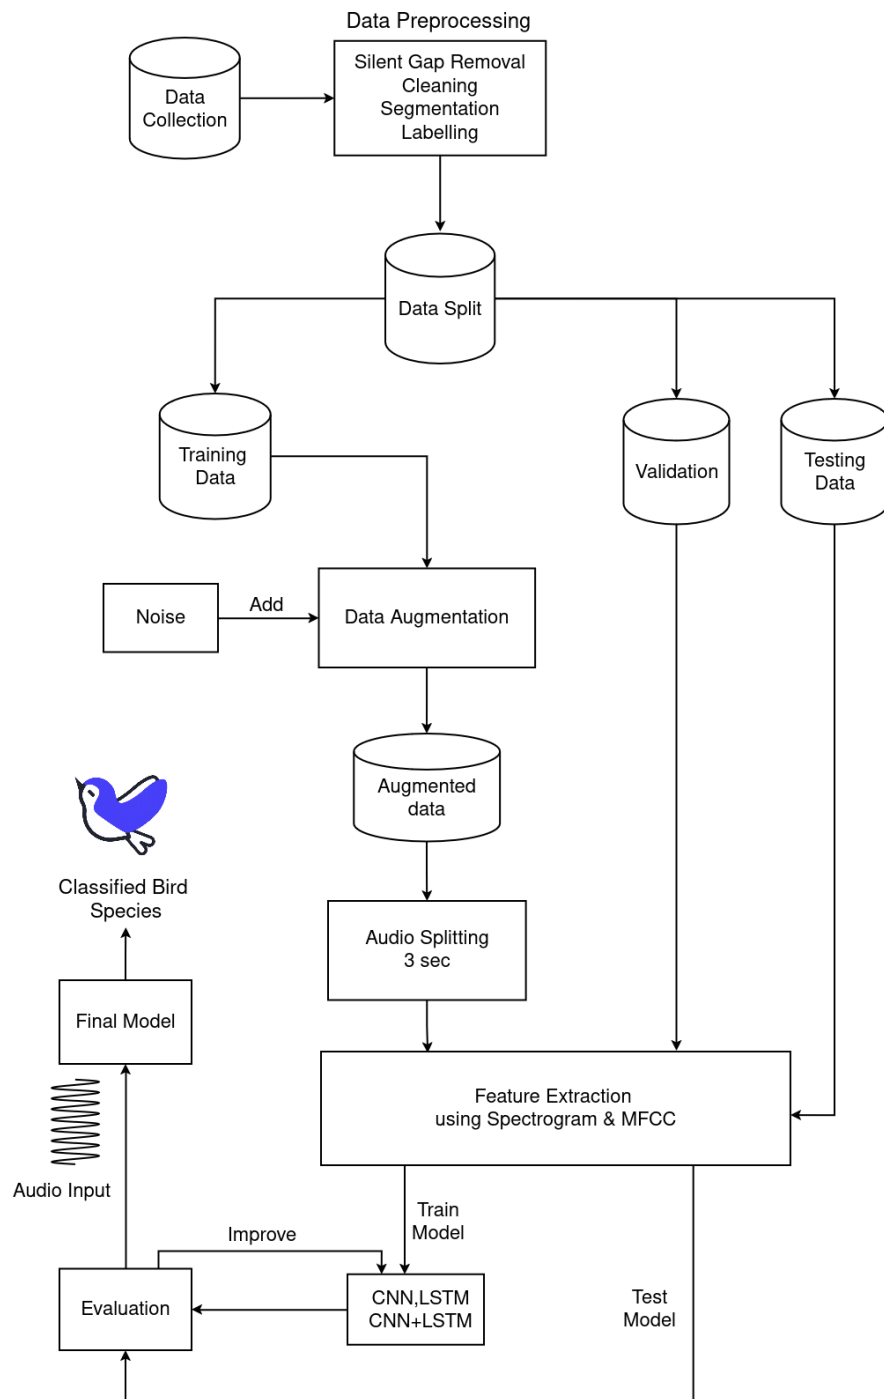 Data Preprocessing
Data
Collection
Silent Gap Removal
Cleaning
Segmentation
Labelling
Data Split
Training
Data
Validation
Testing
Data
Noise
Add
Data Augmentation
Augmented
data
Classified Bird
Species
Audio Splitting
3 sec
Final Model
Feature Extraction
using Spectrogram & MFCC
Audio Input
Train
Model
Improve
Evaluation
CNN,LSTM
CNN+LSTM
Test
Model